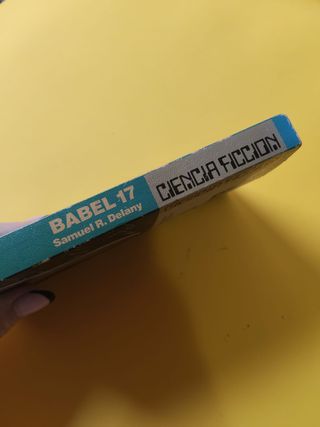 BABEL-17
Samuel R. Delany
CIENCIA FICCION